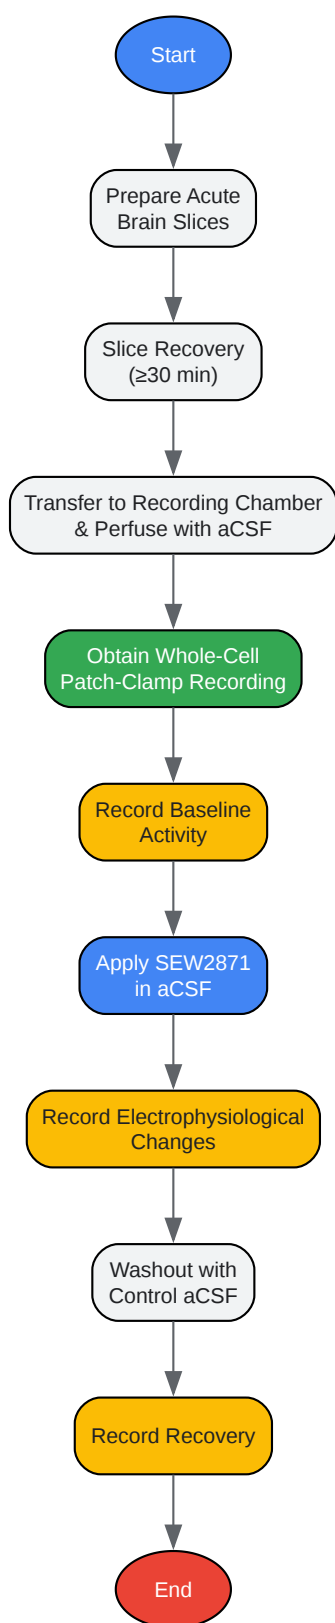 Start
Prepare Acute
Brain Slices
Slice Recovery
(≥30 min)
Transfer to Recording Chamber
& Perfuse with aCSF
Obtain Whole-Cell
Patch-Clamp Recording
Record Baseline
Activity
Apply SEW2871
in aCSF
Record Electrophysiological
Changes
Washout with
Control aCSF
Record Recovery
End